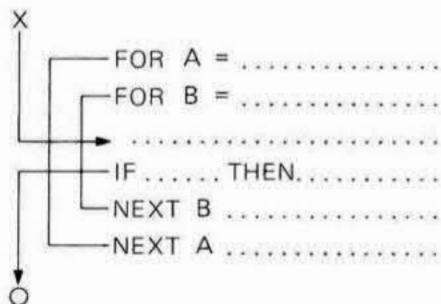 X
FOR A = ....................
FOR B = ....................
..............................
IF ...... THEN ................
NEXT B ....................
NEXT A ....................
O